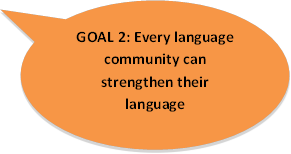 GOAL 2: Every language
community can
strengthen their
language